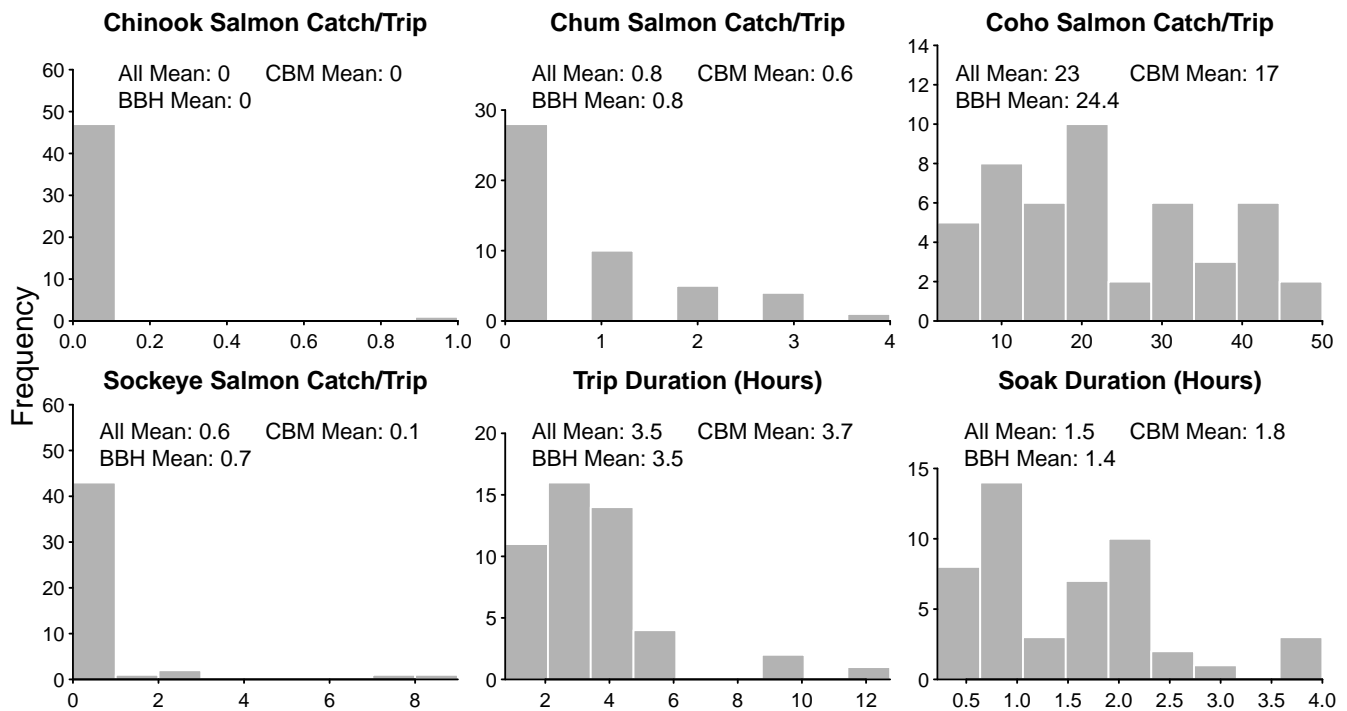 Chinook Salmon Catch/Trip
All Mean: 0 CBM Mean: 0
BBH Mean: 0
60
50
40
30
20
10
0
0.0 0.2 0.4 0.6 0.8 1.0
Chum Salmon Catch/Trip
All Mean: 0.8 CBM Mean: 0.6
BBH Mean: 0.8
30
20
10
0
0 1 2 3 4
Coho Salmon Catch/Trip
All Mean: 23 CBM Mean: 17
BBH Mean: 24.4
14
12
10
8
6
4
2
0
10 20 30 40 50
Frequency
Sockeye Salmon Catch/Trip
All Mean: 0.6 CBM Mean: 0.1
BBH Mean: 0.7
60
50
40
30
20
10
0
0 2 4 6 8
Trip Duration (Hours)
All Mean: 3.5 CBM Mean: 3.7
BBH Mean: 3.5
20
15
10
5
0
2 4 6 8 10 12
Soak Duration (Hours)
All Mean: 1.5 CBM Mean: 1.8
BBH Mean: 1.4
15
10
5
0
0.5 1.0 1.5 2.0 2.5 3.0 3.5 4.0